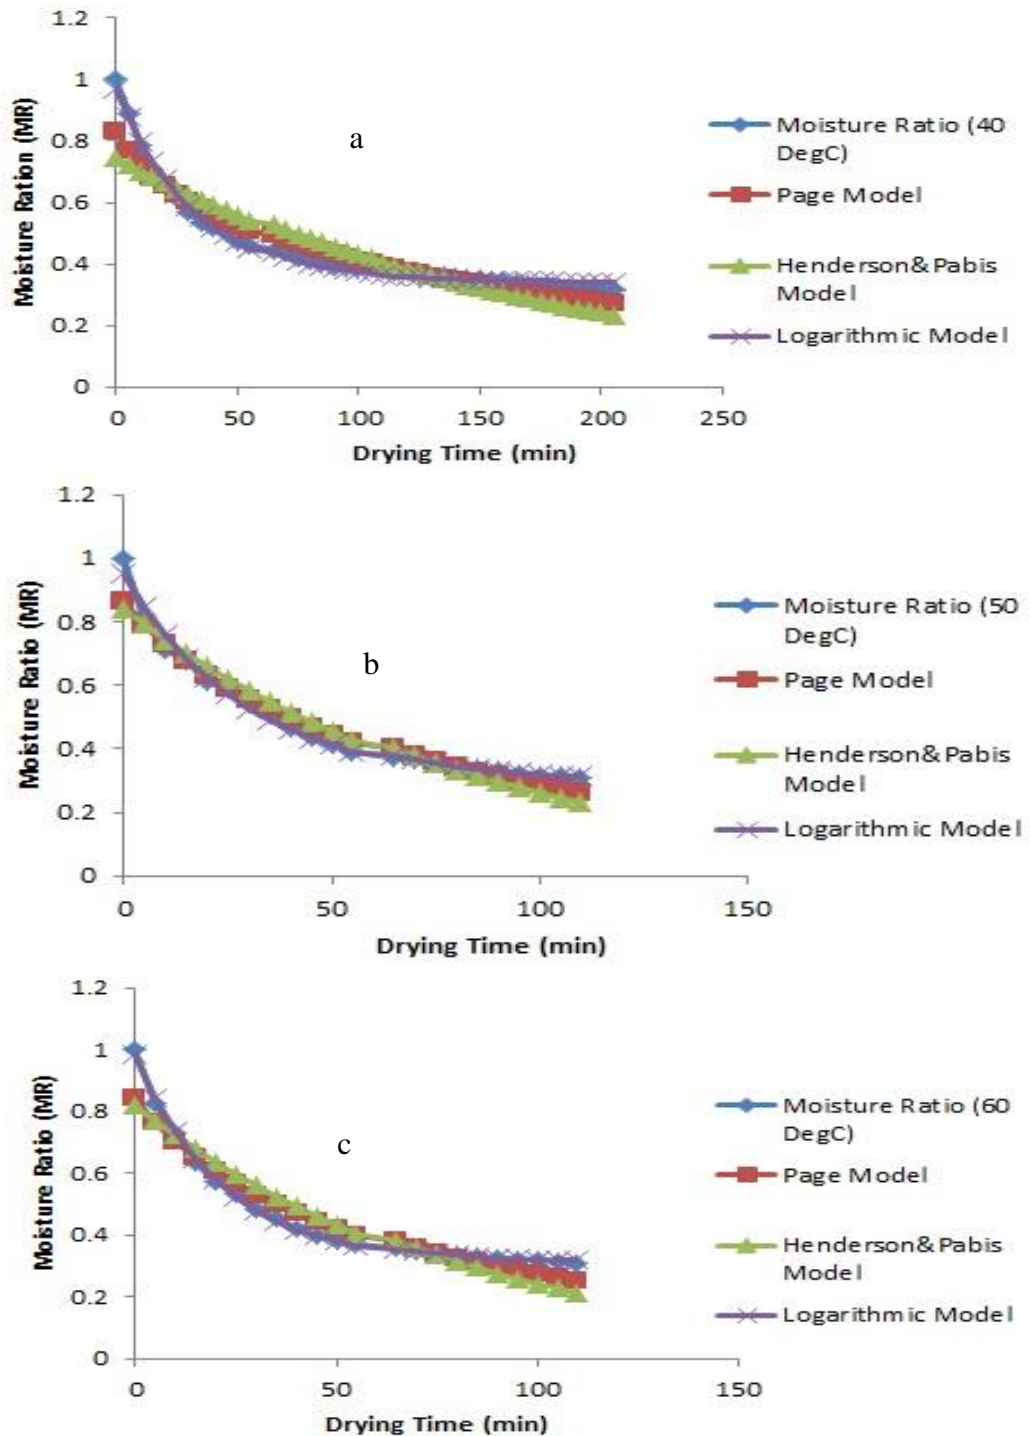 1.2
1
0.8
0.6
0.4
0.2
0
Moisture Ration (MR)
a
0 50 100 150 200 250
Drying Time (min)
Moisture Ratio (40
DegC)
Page Model
Henderson&Pabis
Model
Logarithmic Model
1.2
1
0.8
0.6
0.4
0.2
0
Moisture Ratio (MR)
b
0 50 100 150
Drying Time (min)
Moisture Ratio (50
DegC)
Page Model
Henderson&Pabis
Model
Logarithmic Model
1.2
1
0.8
0.6
0.4
0.2
0
Moisture Ratio (MR)
c
0 50 100 150
Drying Time (min)
Moisture Ratio (60
DegC)
Page Model
Henderson&Pabis
Model
Logarithmic Model